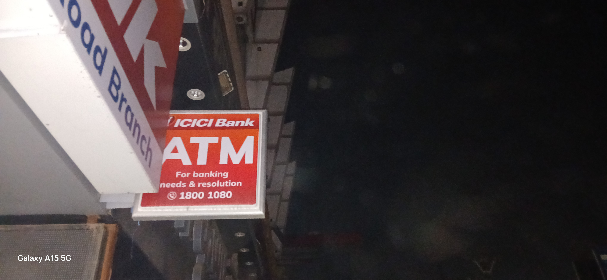 k
oad Branch
ICICI Bank
ATM
For banking
needs & resolution
1800 1080
Galaxy A15 5G